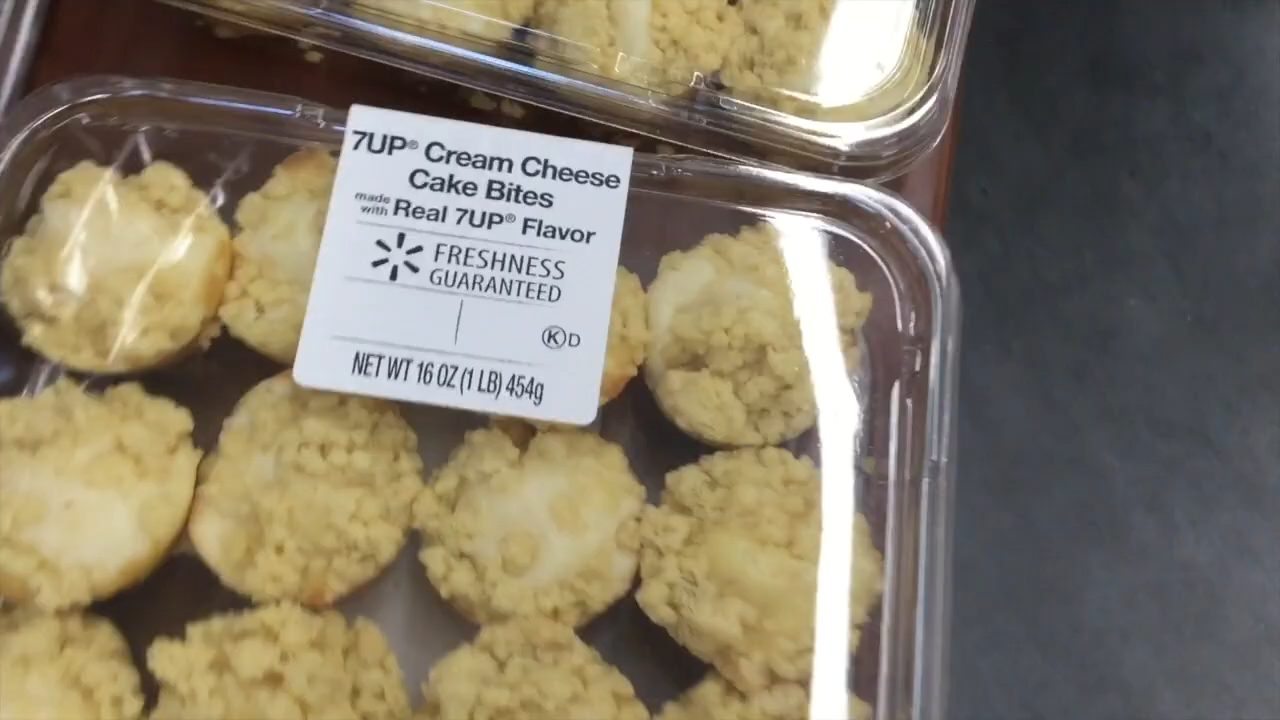 7UP® Cream Cheese
Cake Bites
made with Real 7UP® Flavor
FRESHNESS
GUARANTEED
K D
NET WT 16 OZ (1 LB) 454g